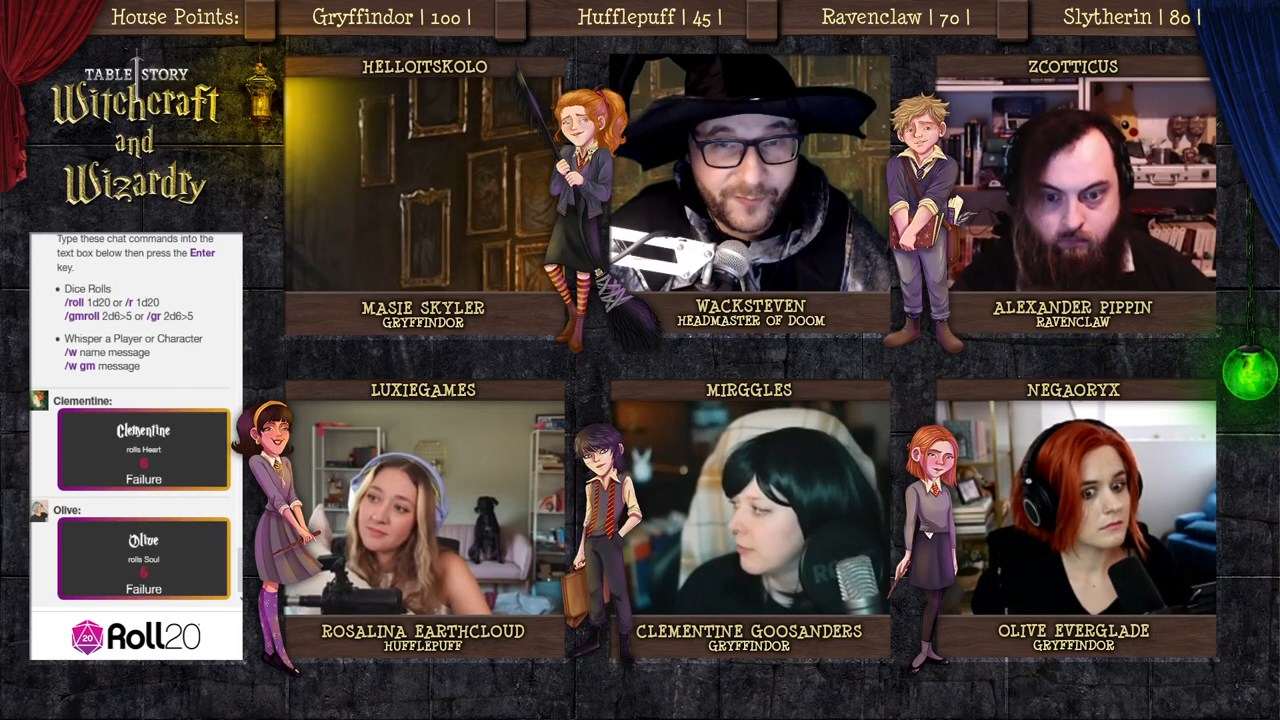 House Points:
Gryffindor | 100 |
Hufflepuff | 45 |
Ravenclaw | 70 |
Slytherin | 80 |
TABLE STORY
Witchcraft
and
Wizardry
HELLOITSKOLO
ZCOTTICUS
MASIE SKYLER
GRYFFINDOR
WACKSTEVEN
HEADMASTER OF DOOM
ALEXANDER PIPPIN
RAVENCLAW
Type these chat commands into the
text box below then press the Enter
key.
• Dice Rolls
/roll 1d20 or /r 1d20
/gmroll 2d6>5 or /gr 2d6>5
• Whisper a Player or Character
/w name message
/w gm message
Clementine:
Clementine
rolls Heart
6
Failure
Olive:
Olive
rolls Soul
6
Failure
20
Roll20
LUXIEGAMES
MIRGGLES
NEGAORYX
ROSALINA EARTHCLOUD
HUFFLEPUFF
CLEMENTINE GOOSANDERS
GRYFFINDOR
OLIVE EVERGLADE
GRYFFINDOR